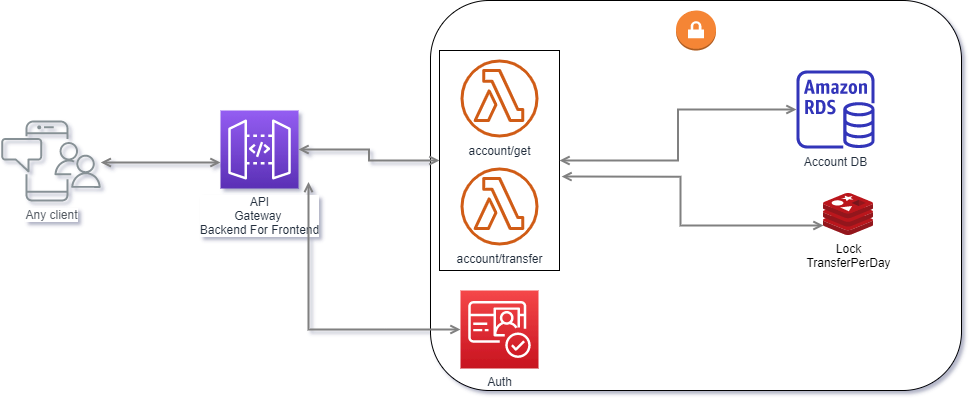 Any client
API
Gateway
Backend For Frontend
</>
account/get
account/transfer
Auth
Amazon
RDS
Account DB
Lock
TransferPerDay